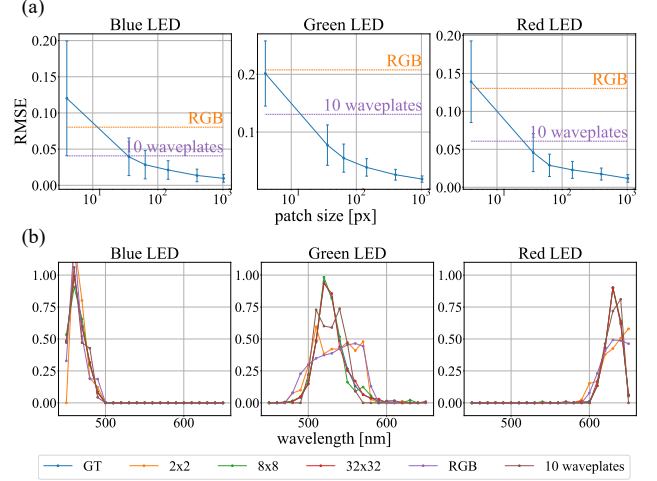 (a)
Blue LED
Green LED
Red LED
RMSE
0.20
0.15
0.10
0.05
0.00
RGB
10 waveplates
10¹ 10² 10³
0.2
0.1
RGB
10 waveplates
10¹ 10² 10³
0.20
0.15
0.10
0.05
0.00
RGB
10 waveplates
10¹ 10² 10³
patch size [px]
(b)
Blue LED
Green LED
Red LED
1.00
0.75
0.50
0.25
0.00
500 600
1.00
0.75
0.50
0.25
0.00
500 600
1.00
0.75
0.50
0.25
0.00
500 600
wavelength [nm]
GT 2x2 8x8 32x32 RGB 10 waveplates